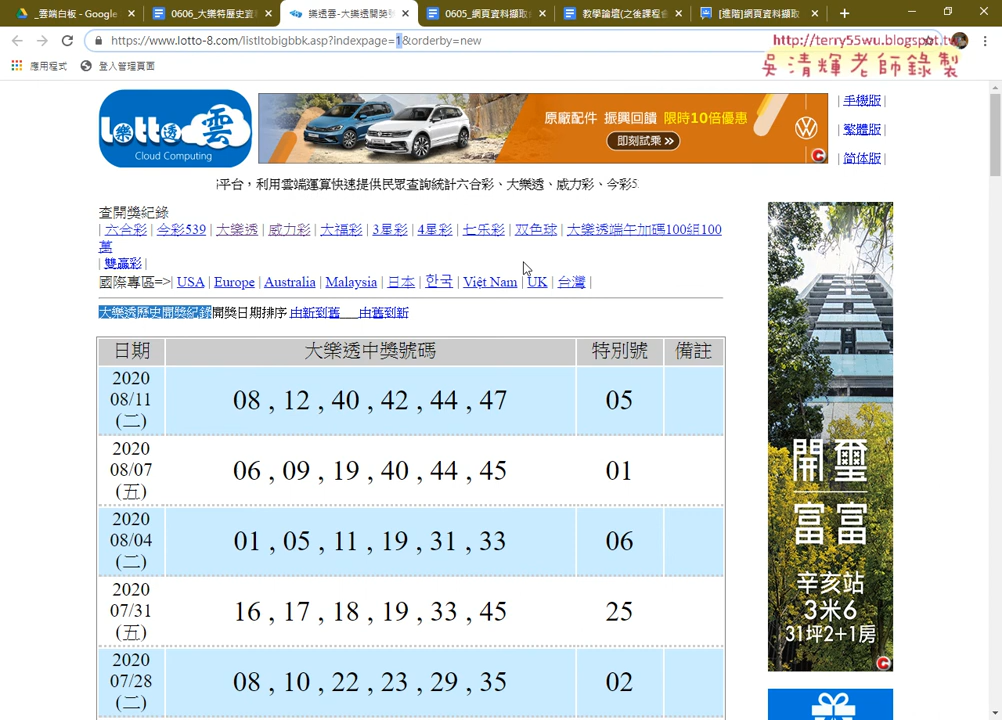 _雲端白板 - Google
0606_大樂特歷史資
樂透雲-大樂透開獎號
0605_網頁資料擷取
教學論壇(之後課程會
[進階]網頁資料擷取
https://www.lotto-8.com/listltobigbbk.asp?indexpage=1&orderby=new
http://terry55wu.blogspot.tw
應用程式
登入管理頁面
吳清輝老師錄製
樂透雲
Lotto
Cloud Computing
原廠配件 振興回饋 限時10倍優惠
即刻試乘
| 手機版 |
| 繁體版 |
| 简体版 |
平台，利用雲端運算快速提供民眾查詢統計六合彩、大樂透、威力彩、今彩5
查開獎紀錄
| 六合彩 | 今彩539 | 大樂透 | 威力彩 | 大福彩 | 3星彩 | 4星彩 | 七乐彩 | 双色球 | 大樂透端午加碼100組100
萬
| 雙贏彩 |
國際專區=>| USA | Europe | Australia | Malaysia | 日本 | 한국 | Việt Nam | UK | 台灣 |
大樂透歷史開獎紀錄開獎日期排序 由新到舊 由舊到新
日期 大樂透中獎號碼 特別號 備註
2020
08/11
(二)
08 , 12 , 40 , 42 , 44 , 47 05
2020
08/07
(五)
06 , 09 , 19 , 40 , 44 , 45 01
2020
08/04
(二)
01 , 05 , 11 , 19 , 31 , 33 06
2020
07/31
(五)
16 , 17 , 18 , 19 , 33 , 45 25
2020
07/28
(二)
08 , 10 , 22 , 23 , 29 , 35 02
開璽
富富
辛亥站
3米6
31坪2+1房